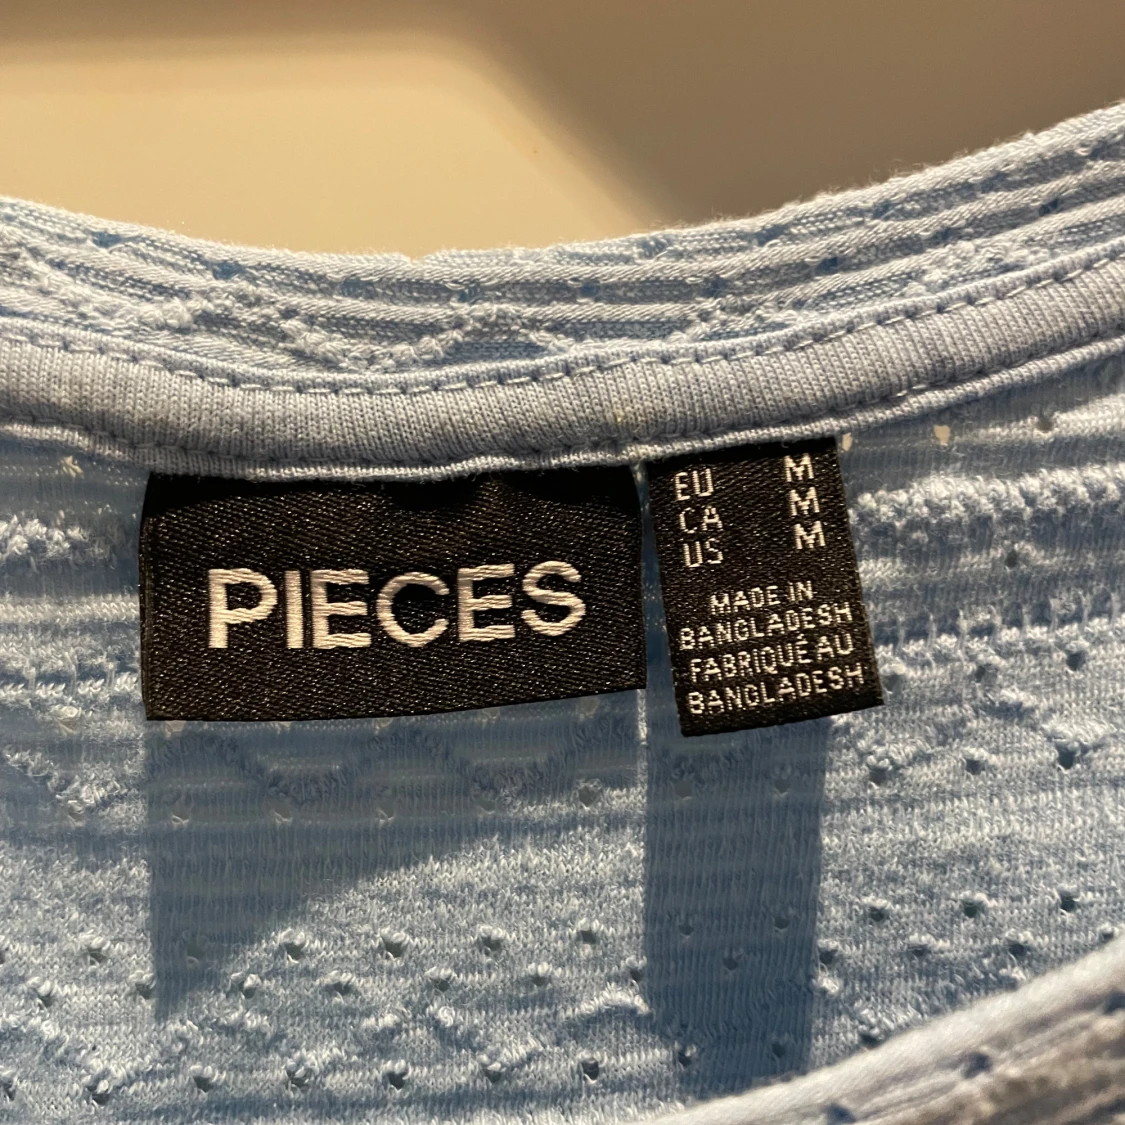 PIECES
EU M
CA M
US M
MADE IN
BANGLADESH
FABRIQUÉ AU
BANGLADESH